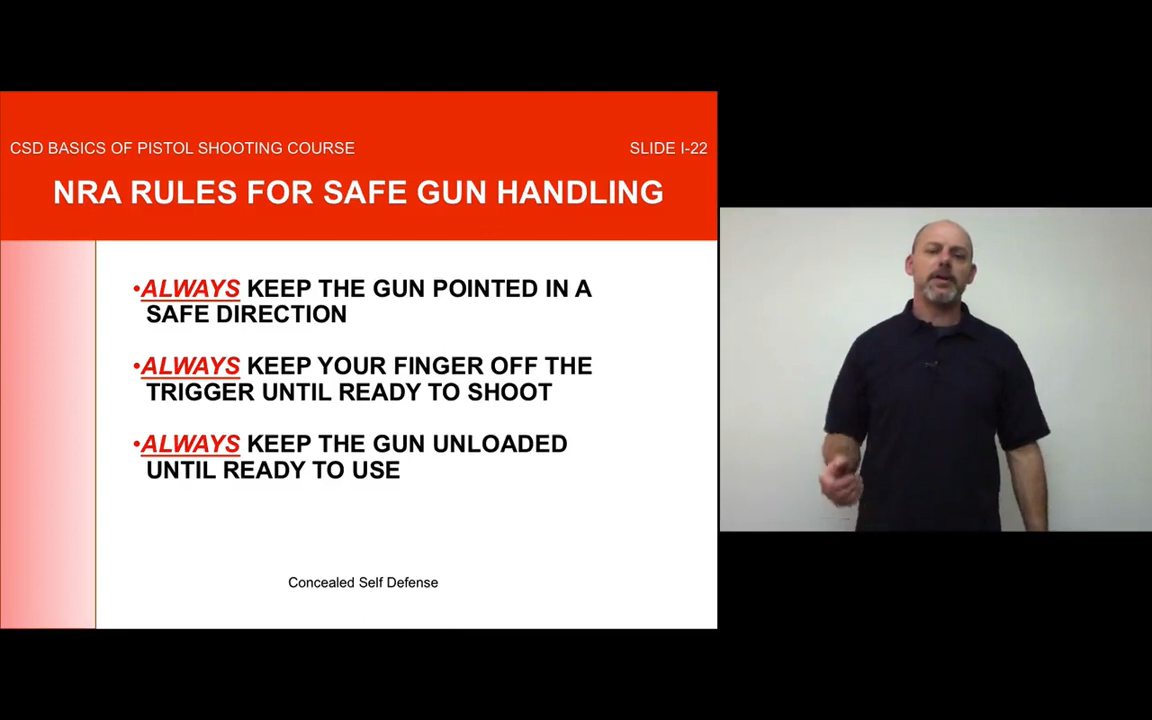 CSD BASICS OF PISTOL SHOOTING COURSE
SLIDE I-22
NRA RULES FOR SAFE GUN HANDLING
•ALWAYS KEEP THE GUN POINTED IN A
SAFE DIRECTION
•ALWAYS KEEP YOUR FINGER OFF THE
TRIGGER UNTIL READY TO SHOOT
•ALWAYS KEEP THE GUN UNLOADED
UNTIL READY TO USE
Concealed Self Defense